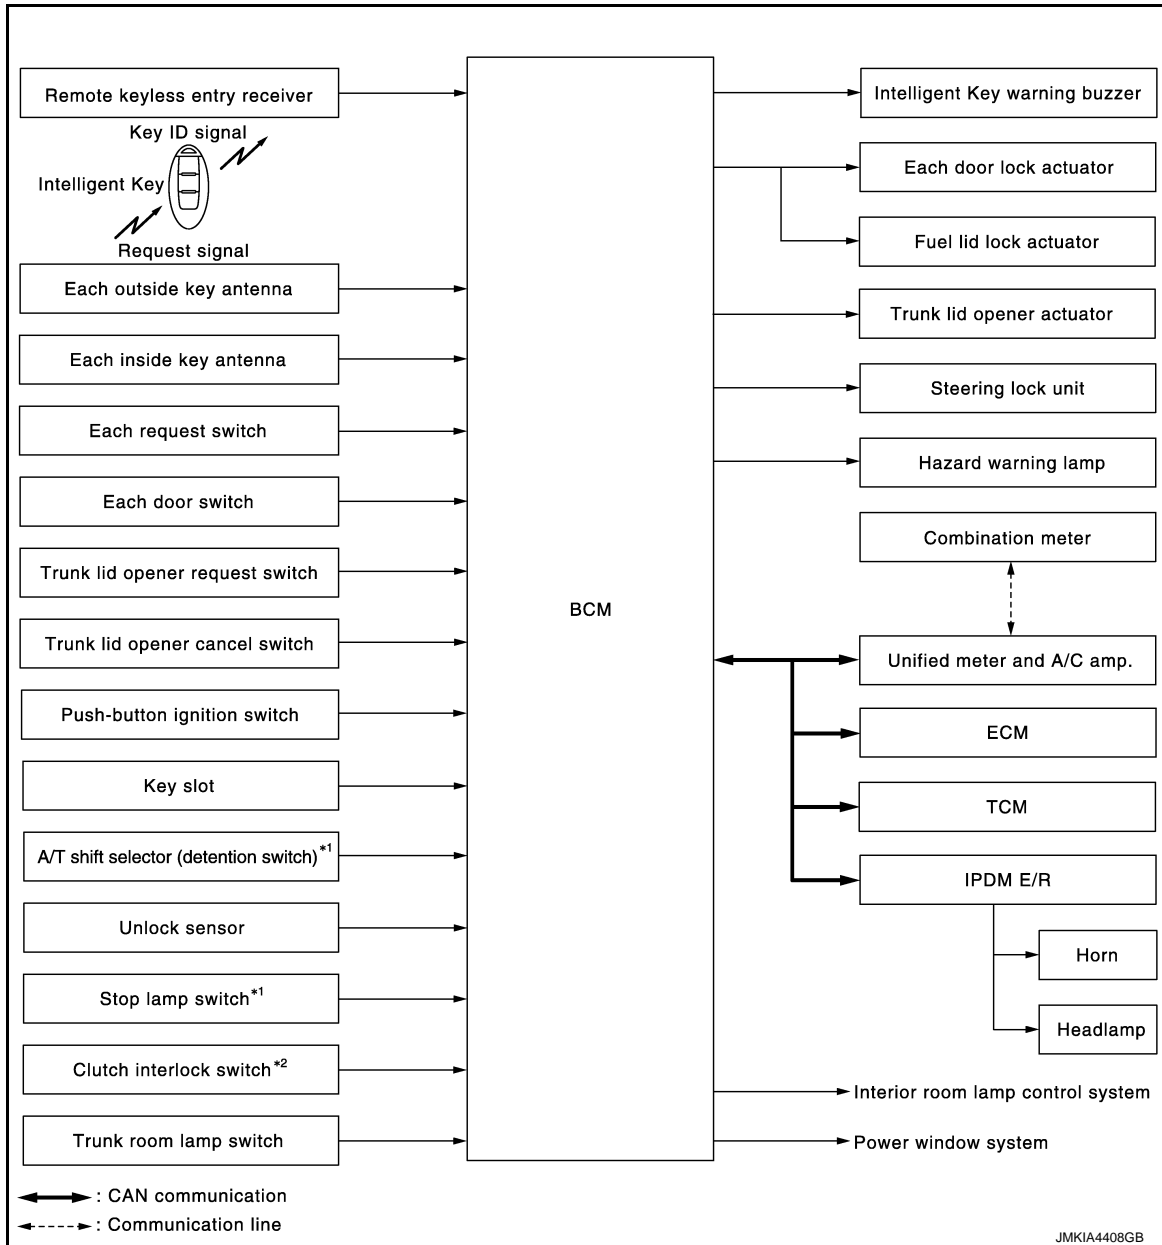 Remote keyless entry receiver
Key ID signal
Intelligent Key
Request signal
Each outside key antenna
Each inside key antenna
Each request switch
Each door switch
Trunk lid opener request switch
Trunk lid opener cancel switch
Push-button ignition switch
Key slot
A/T shift selector (detention switch)*1
Unlock sensor
Stop lamp switch*1
Clutch interlock switch*2
Trunk room lamp switch
BCM
Intelligent Key warning buzzer
Each door lock actuator
Fuel lid lock actuator
Trunk lid opener actuator
Steering lock unit
Hazard warning lamp
Combination meter
Unified meter and A/C amp.
ECM
TCM
IPDM E/R
Horn
Headlamp
Interior room lamp control system
Power window system
: CAN communication
: Communication line
JMKIA4408GB